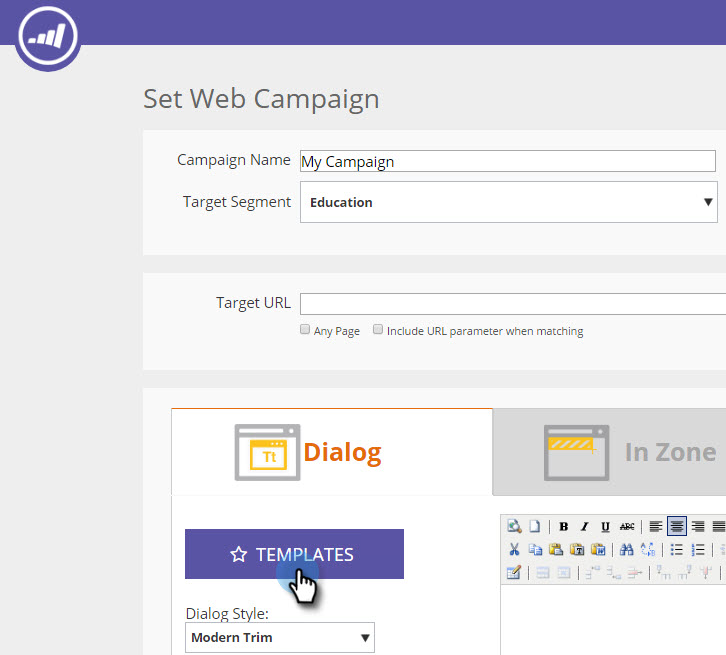 Set Web Campaign
Campaign Name My Campaign
Target Segment Education
Target URL
Any Page Include URL parameter when matching
Tt Dialog In Zone
TEMPLATES
B I U ABC
Dialog Style:
Modern Trim